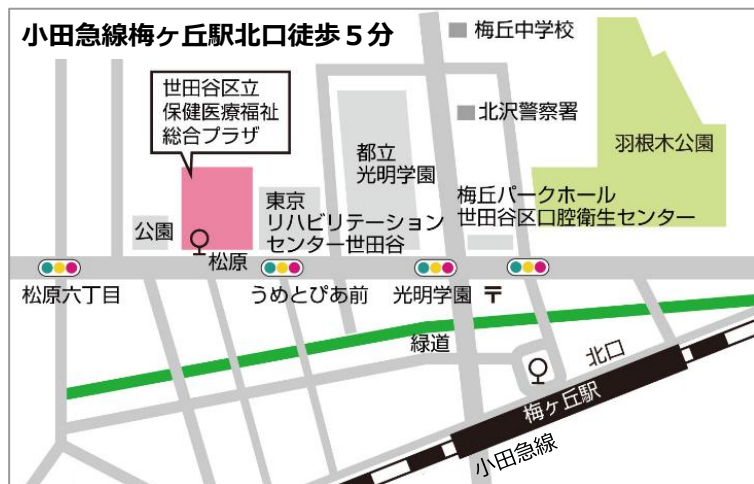 小田急線梅ヶ丘駅北口徒歩５分
梅丘中学校
世田谷区立
保健医療福祉
総合プラザ
北沢警察署
羽根木公園
都立
光明学園
梅丘パークホール
世田谷区口腔衛生センター
東京
リハビリテーション
センター世田谷
公園
松原
松原六丁目
うめとぴあ前
光明学園
〒
緑道
北口
梅ヶ丘駅
小田急線